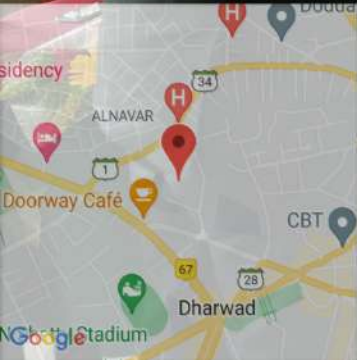 Dodda
H
sidency
34
H
ALNAVAR
1
Doorway Café
CBT
67
28
Dharwad
Google
Stadium